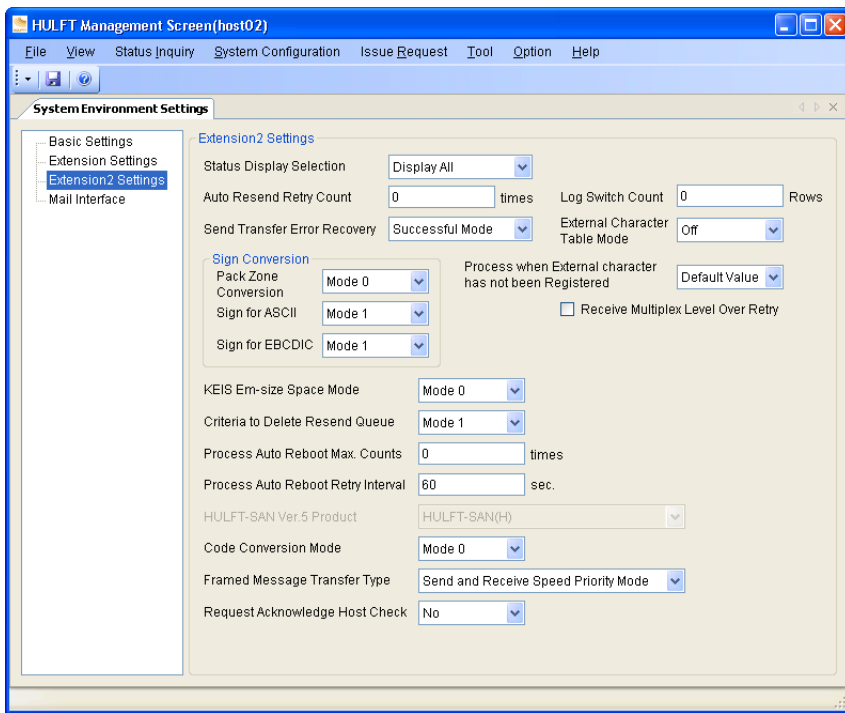 HULFT Management Screen(host02)
File View Status Inquiry System Configuration Issue Request Tool Option Help
System Environment Settings
Basic Settings
Extension Settings
Extension2 Settings
Mail Interface
Extension2 Settings
Status Display Selection Display All
Auto Resend Retry Count 0 times Log Switch Count 0 Rows
Send Transfer Error Recovery Successful Mode External Character
Table Mode Off
Sign Conversion
Pack Zone
Conversion Mode 0
Process when External character
has not been Registered Default Value
Sign for ASCII Mode 1
Receive Multiplex Level Over Retry
Sign for EBCDIC Mode 1
KEIS Em-size Space Mode Mode 0
Criteria to Delete Resend Queue Mode 1
Process Auto Reboot Max. Counts 0 times
Process Auto Reboot Retry Interval 60 sec.
HULFT-SAN Ver.5 Product HULFT-SAN(H)
Code Conversion Mode Mode 0
Framed Message Transfer Type Send and Receive Speed Priority Mode
Request Acknowledge Host Check No